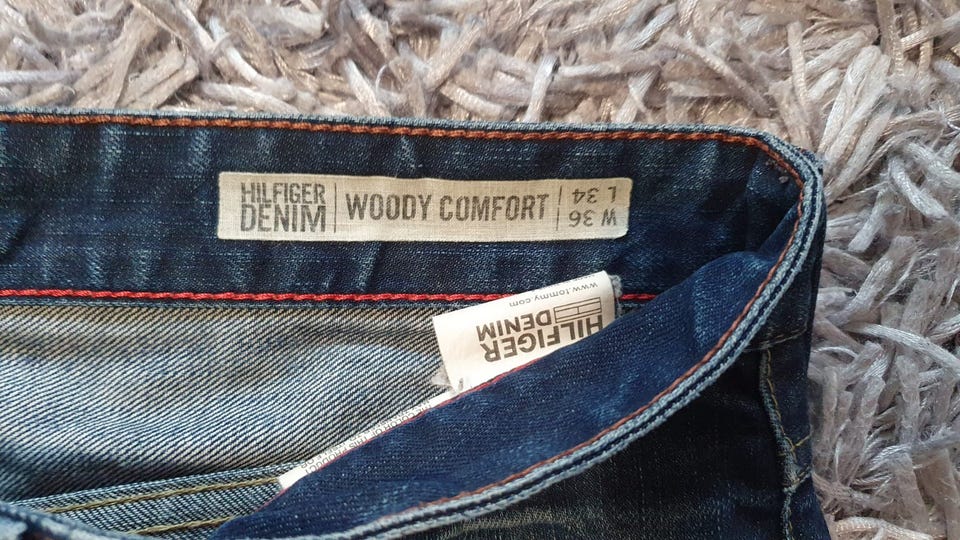 HILFIGER
DENIM
WOODY COMFORT
W 36
L 34
www.tommy.com
HILFIGER
DENIM